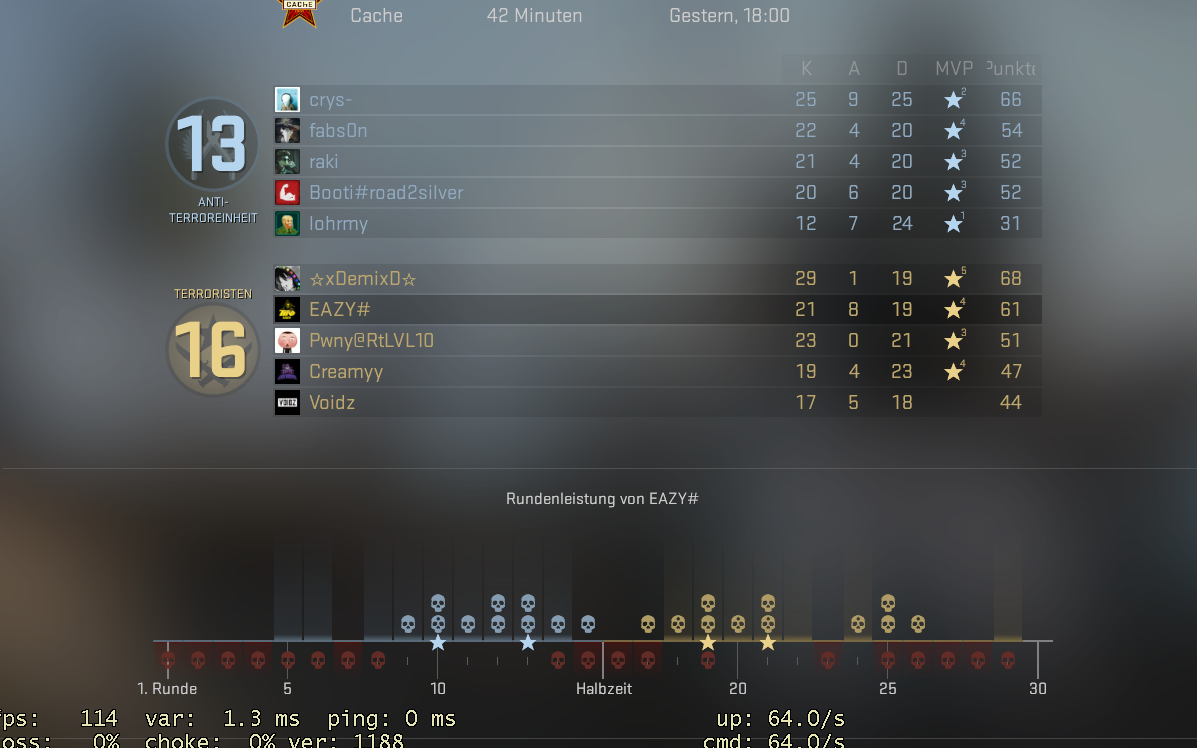 CACHE
Cache 42 Minuten Gestern, 18:00
K A D MVP Punkte
crys- 25 9 25 2 66
fabs0n 22 4 20 4 54
raki 21 4 20 3 52
Booti#road2silver 20 6 20 3 52
lohrmy 12 7 24 1 31
13
ANTI-
TERROREINHEIT
TERRORISTEN
16
☆xDemixD☆ 29 1 19 5 68
EAZY# 21 8 19 4 61
Pwny@RtLVL10 23 0 21 3 51
Creamyy 19 4 23 4 47
VOIDZ Voidz 17 5 18 44
Rundenleistung von EAZY#
1. Runde 5 10 Halbzeit 20 25 30
ps: 114 var: 1.3 ms ping: 0 ms up: 64.0/s
oss: 0% choke: 0% ver: 1188 cmd: 64.0/s